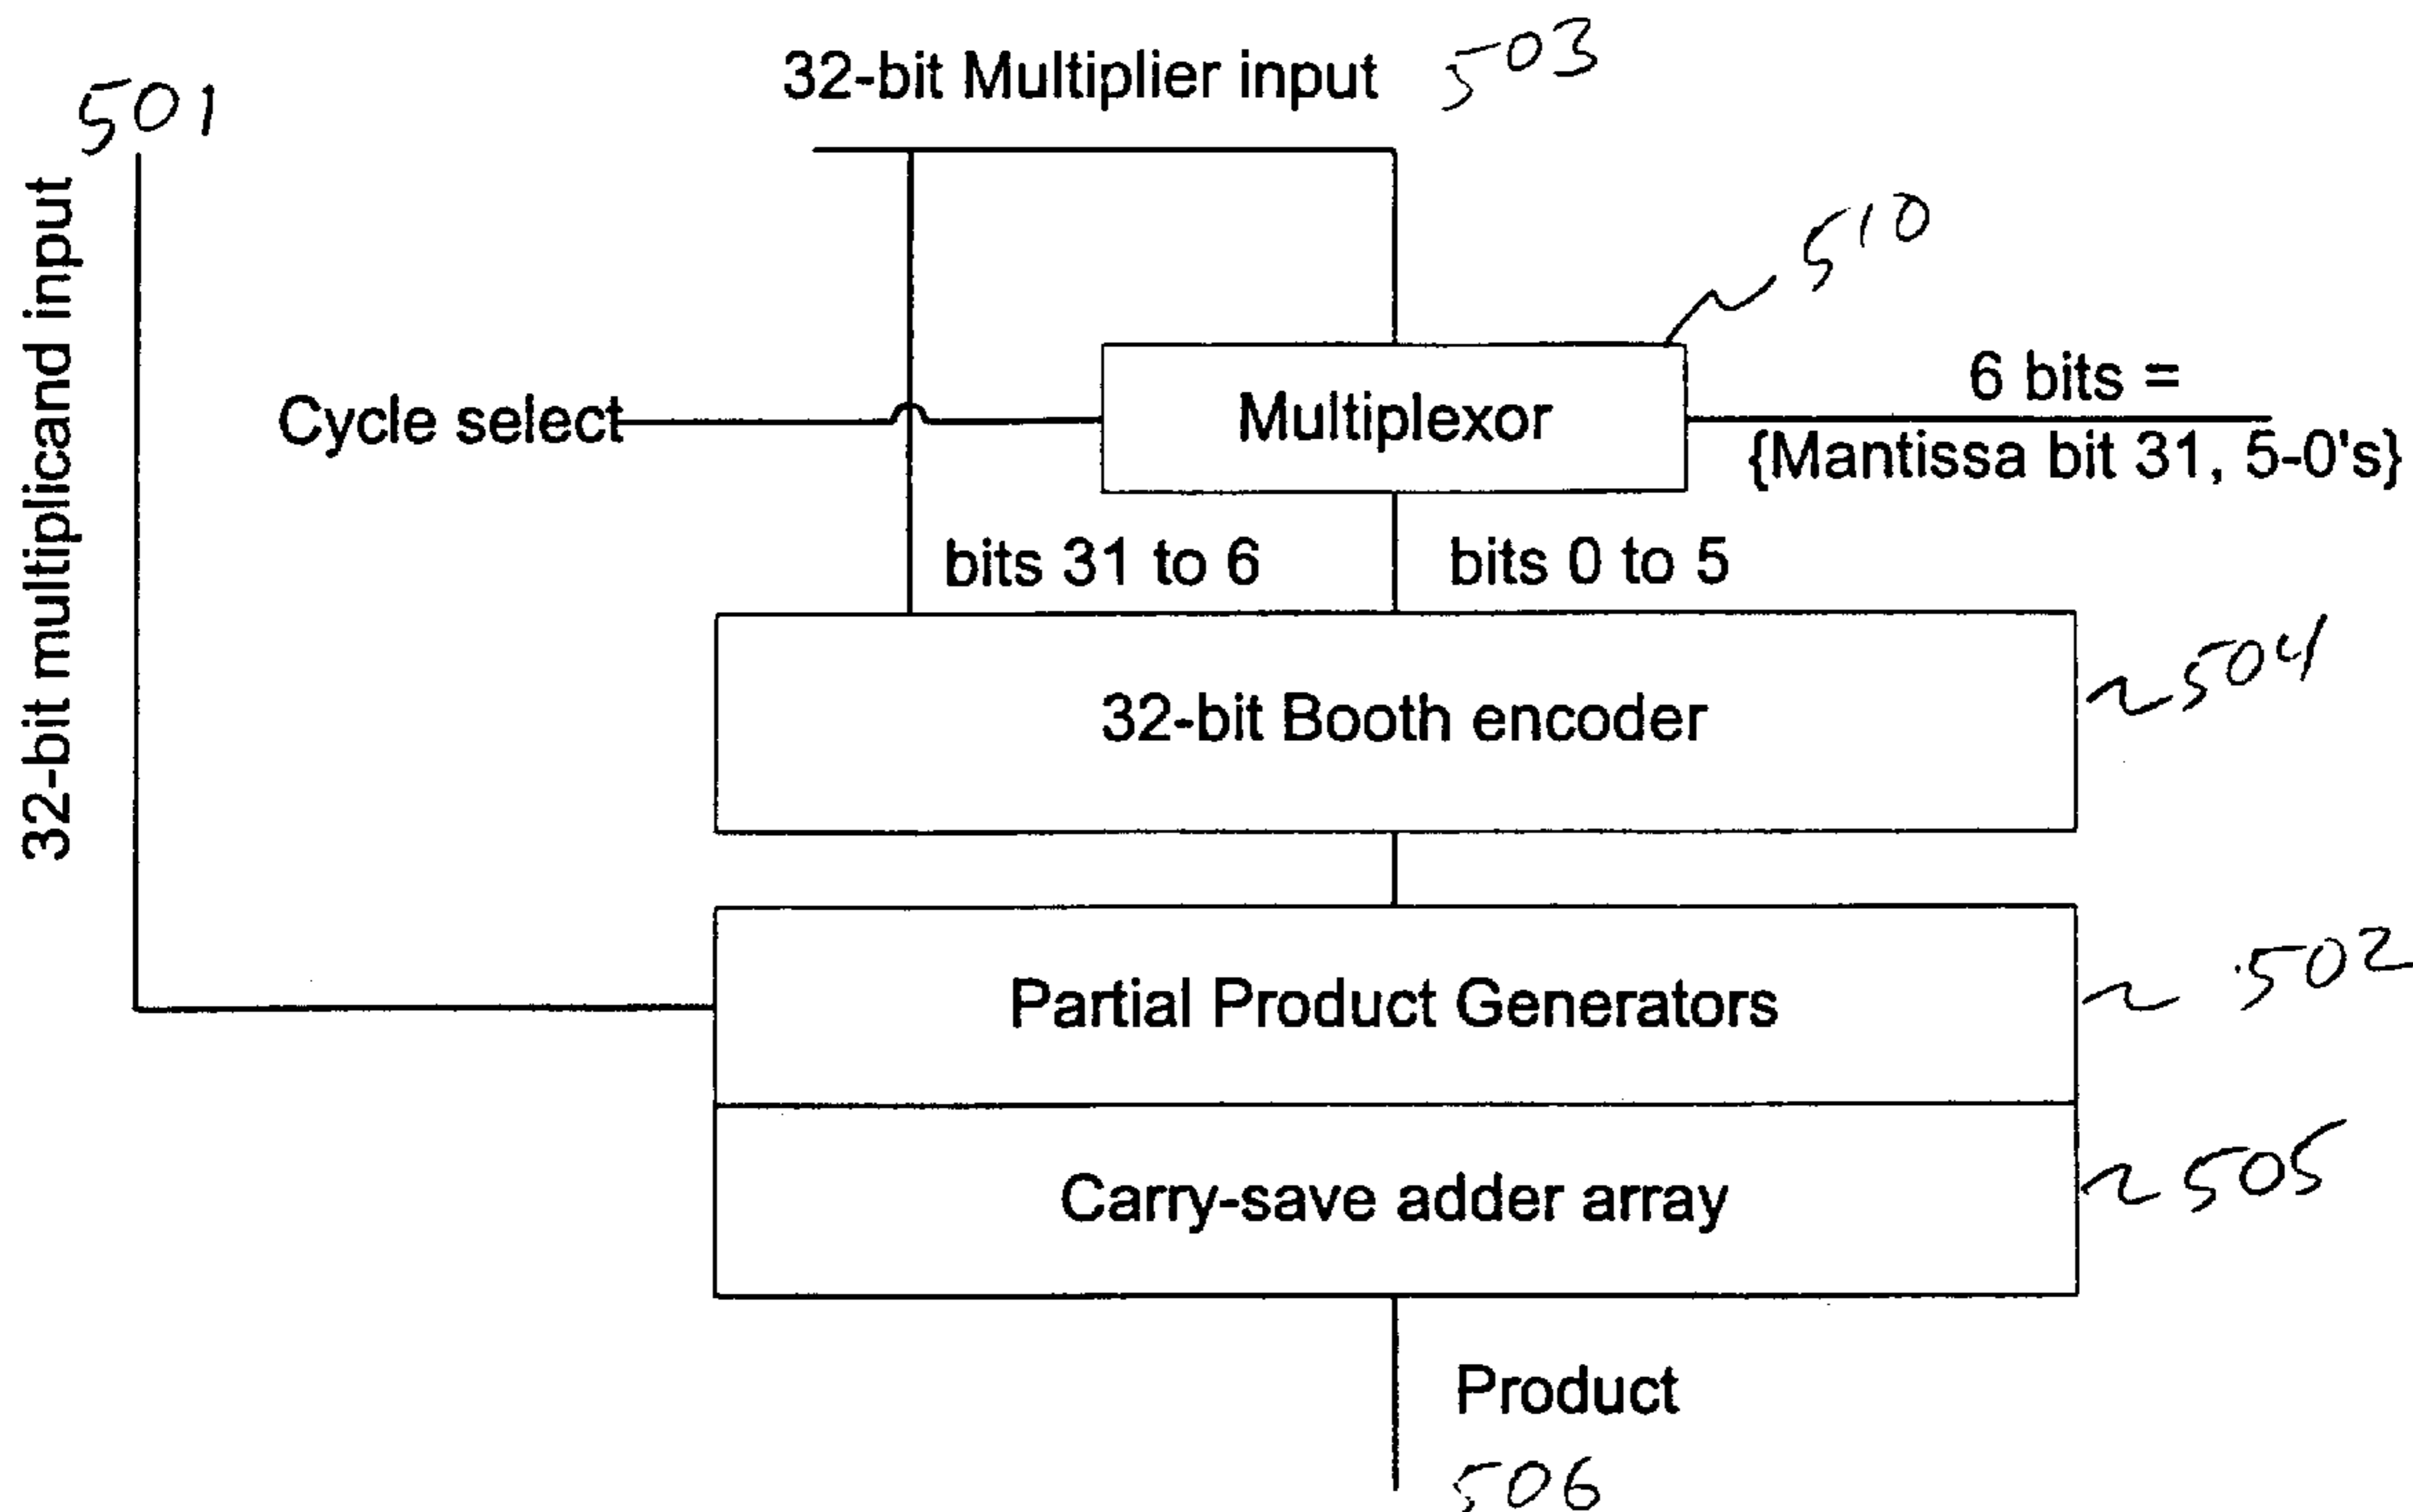 501
32-bit Multiplier input 503
32-bit multiplicand input
510
Cycle select
Multiplexor
6 bits =
{Mantissa bit 31, 5-0's}
bits 31 to 6
bits 0 to 5
32-bit Booth encoder
504
Partial Product Generators
502
Carry-save adder array
505
Product
506